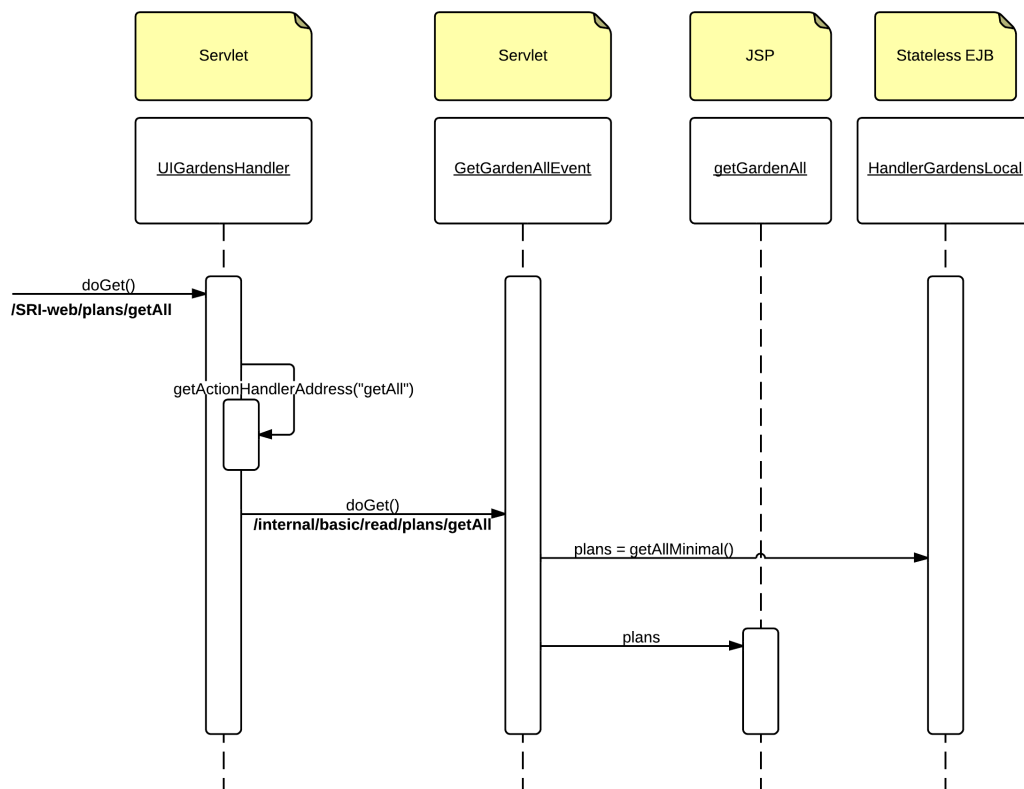 Servlet
Servlet
JSP
Stateless EJB
UIGardensHandler
GetGardenAllEvent
getGardenAll
HandlerGardensLocal
doGet()
/SRI-web/plans/getAll
getActionHandlerAddress("getAll")
doGet()
/internal/basic/read/plans/getAll
plans = getAllMinimal()
plans